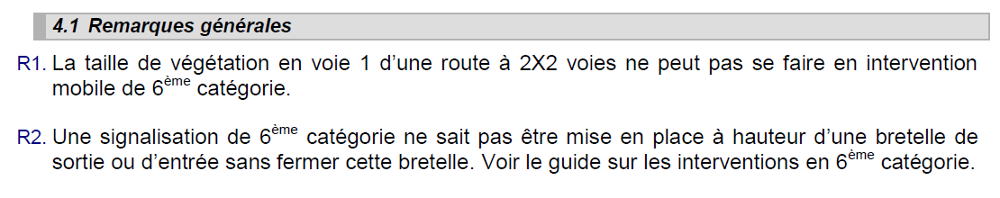 4.1 Remarques générales
R1. La taille de végétation en voie 1 d'une route à 2X2 voies ne peut pas se faire en intervention
mobile de 6ème catégorie.
R2. Une signalisation de 6ème catégorie ne sait pas être mise en place à hauteur d'une bretelle de
sortie ou d'entrée sans fermer cette bretelle. Voir le guide sur les interventions en 6ème catégorie.